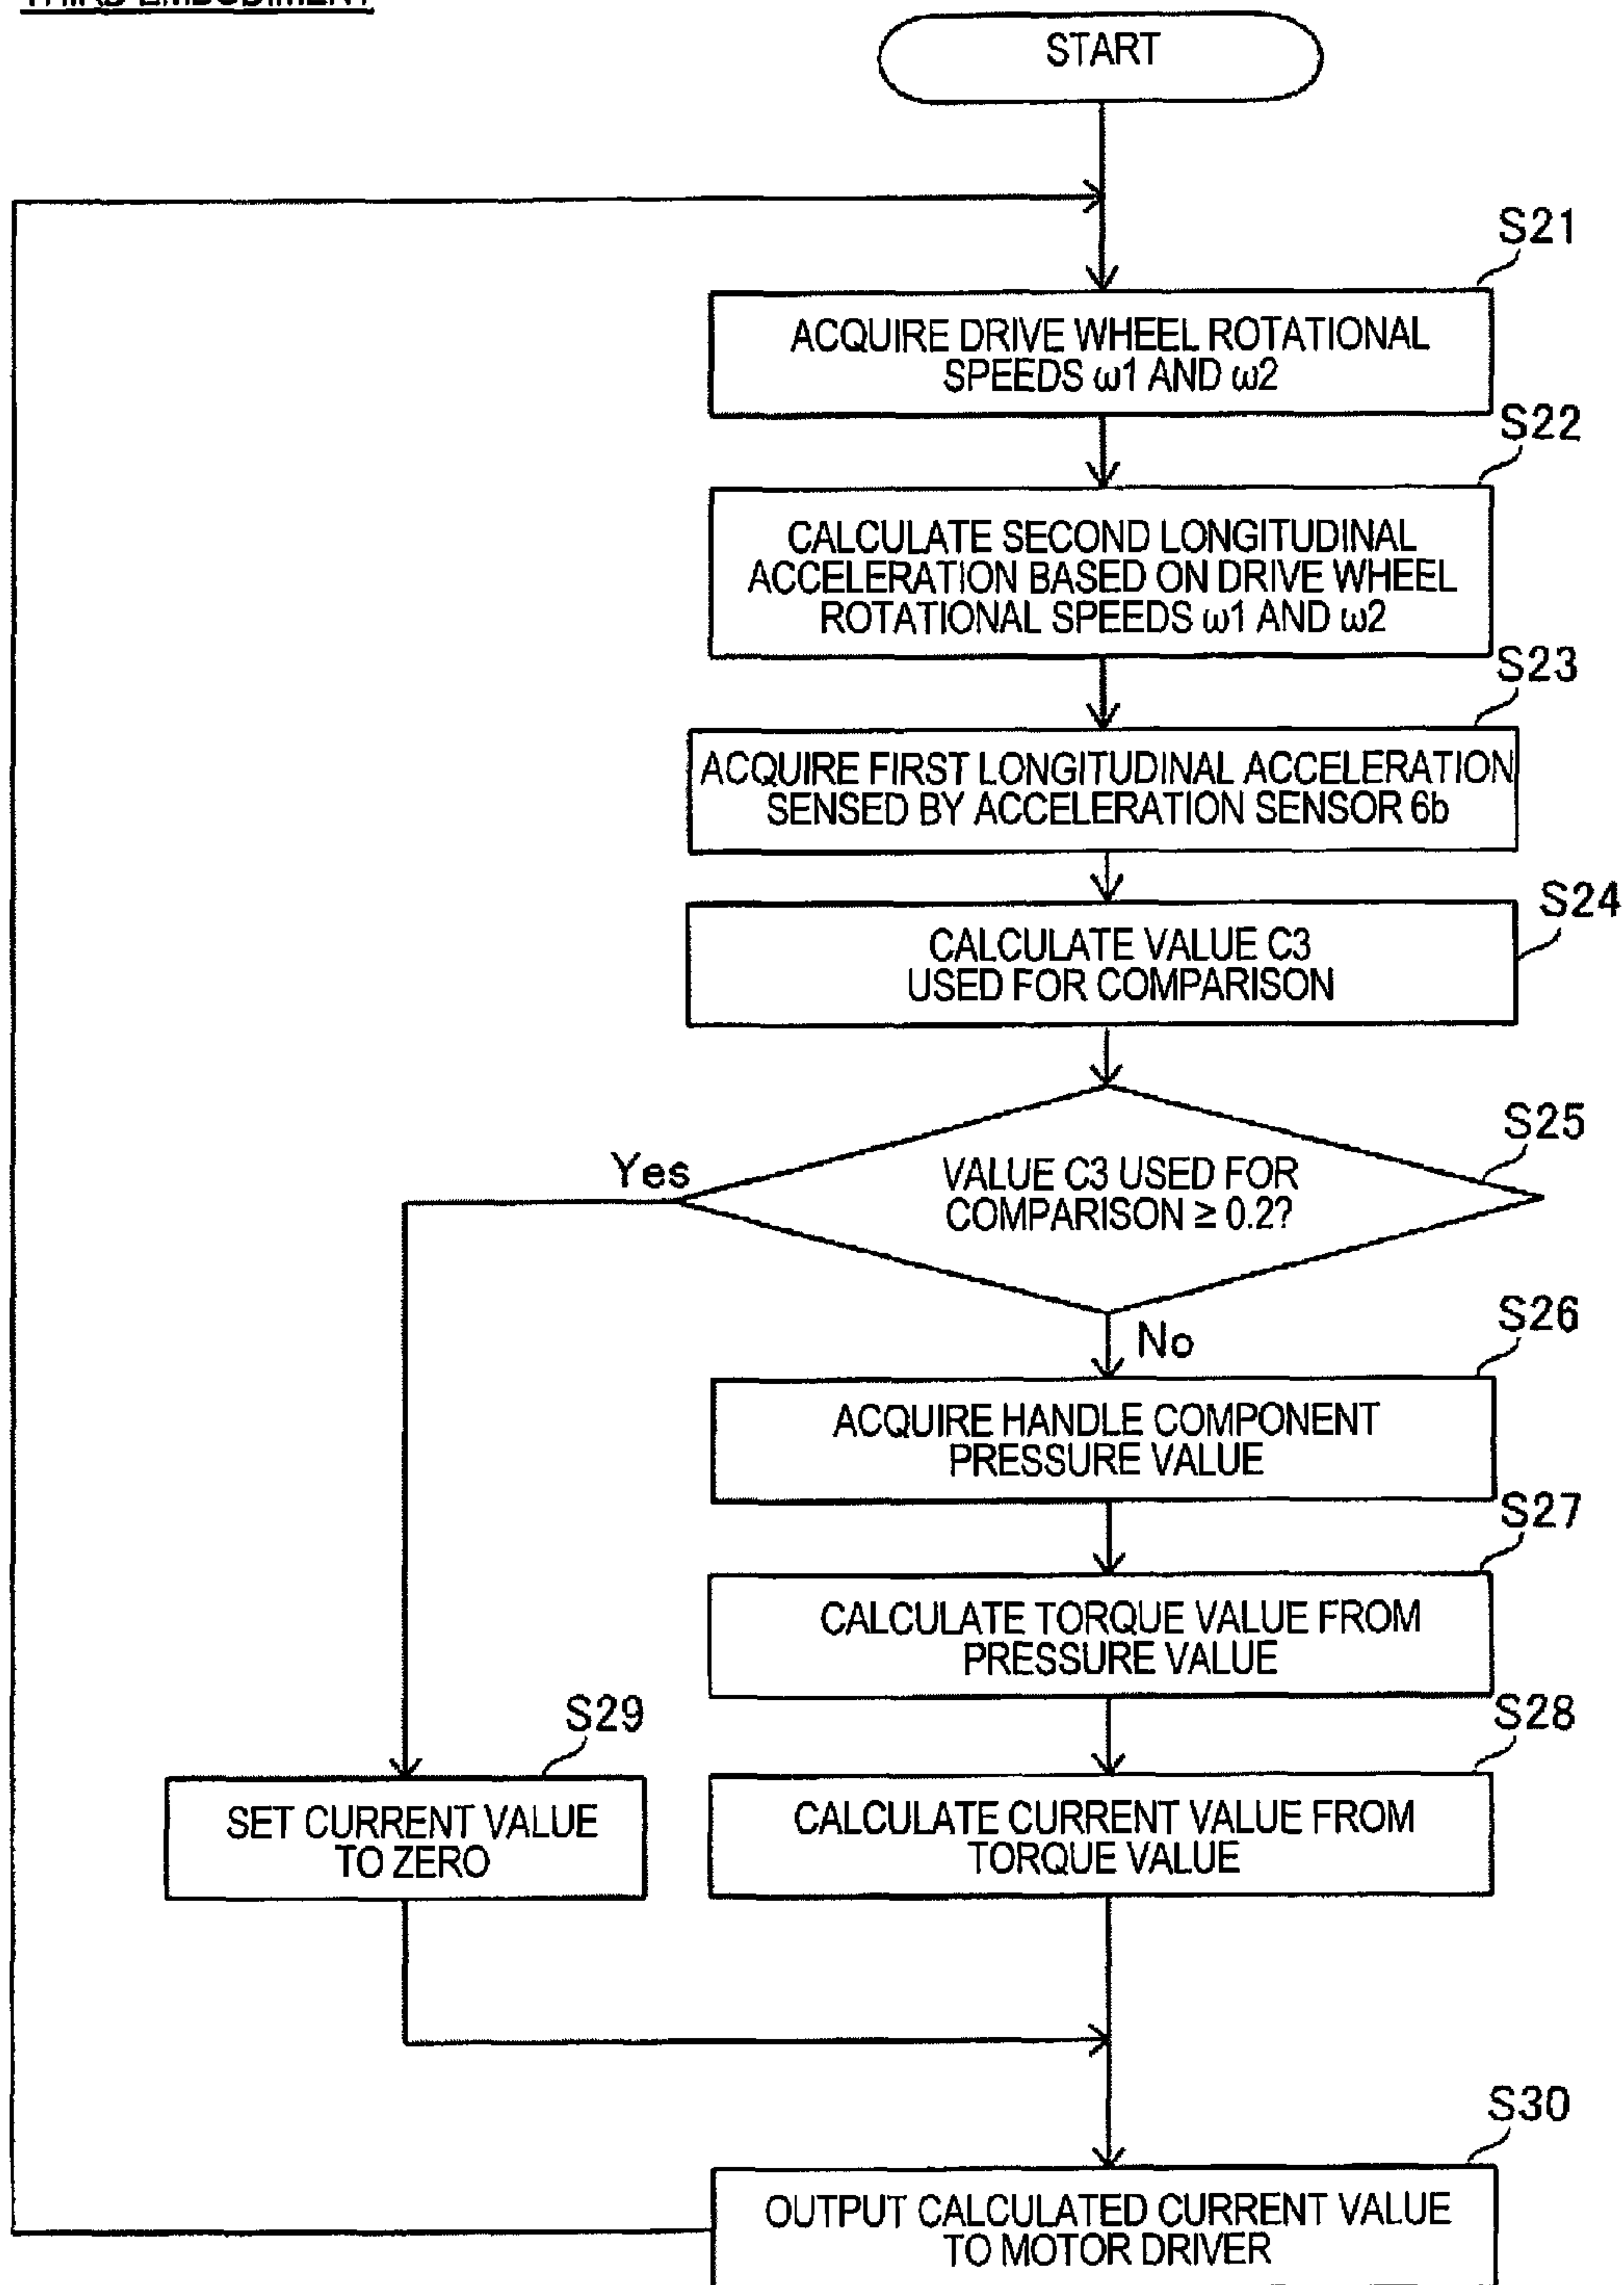 THIRD EMBODIMENT
START
S21
ACQUIRE DRIVE WHEEL ROTATIONAL
SPEEDS ω1 AND ω2
S22
CALCULATE SECOND LONGITUDINAL
ACCELERATION BASED ON DRIVE WHEEL
ROTATIONAL SPEEDS ω1 AND ω2
S23
ACQUIRE FIRST LONGITUDINAL ACCELERATION
SENSED BY ACCELERATION SENSOR 6b
S24
CALCULATE VALUE C3
USED FOR COMPARISON
S25
Yes
VALUE C3 USED FOR
COMPARISON ≥ 0.2?
No
S26
ACQUIRE HANDLE COMPONENT
PRESSURE VALUE
S27
CALCULATE TORQUE VALUE FROM
PRESSURE VALUE
S29
SET CURRENT VALUE
TO ZERO
S28
CALCULATE CURRENT VALUE FROM
TORQUE VALUE
S30
OUTPUT CALCULATED CURRENT VALUE
TO MOTOR DRIVER